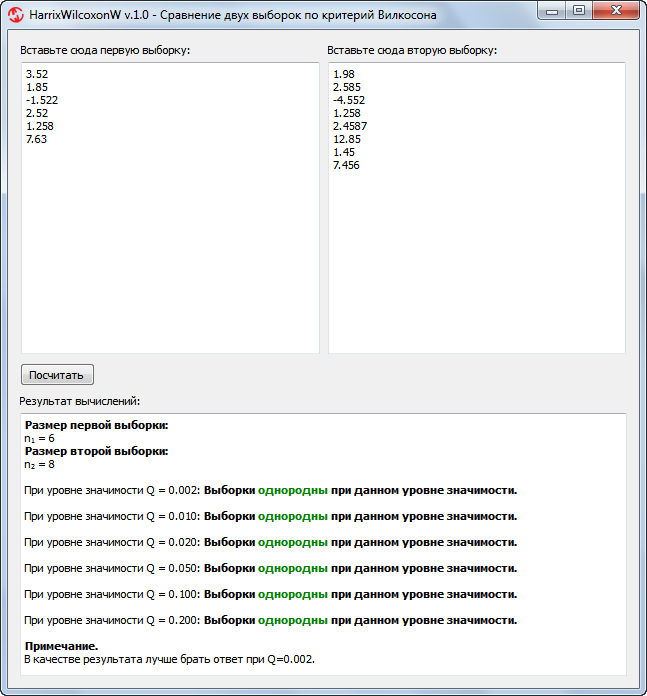 HarrixWilcoxonW v.1.0 - Сравнение двух выборок по критерий Вилкосона
Вставьте сюда первую выборку:
3.52
1.85
-1.522
2.52
1.258
7.63
Вставьте сюда вторую выборку:
1.98
2.585
-4.552
1.258
2.4587
12.85
1.45
7.456
Посчитать
Результат вычислений:
Размер первой выборки:
n₁ = 6
Размер второй выборки:
n₂ = 8
При уровне значимости Q = 0.002: Выборки однородны при данном уровне значимости.
При уровне значимости Q = 0.010: Выборки однородны при данном уровне значимости.
При уровне значимости Q = 0.020: Выборки однородны при данном уровне значимости.
При уровне значимости Q = 0.050: Выборки однородны при данном уровне значимости.
При уровне значимости Q = 0.100: Выборки однородны при данном уровне значимости.
При уровне значимости Q = 0.200: Выборки однородны при данном уровне значимости.
Примечание.
В качестве результата лучше брать ответ при Q=0.002.